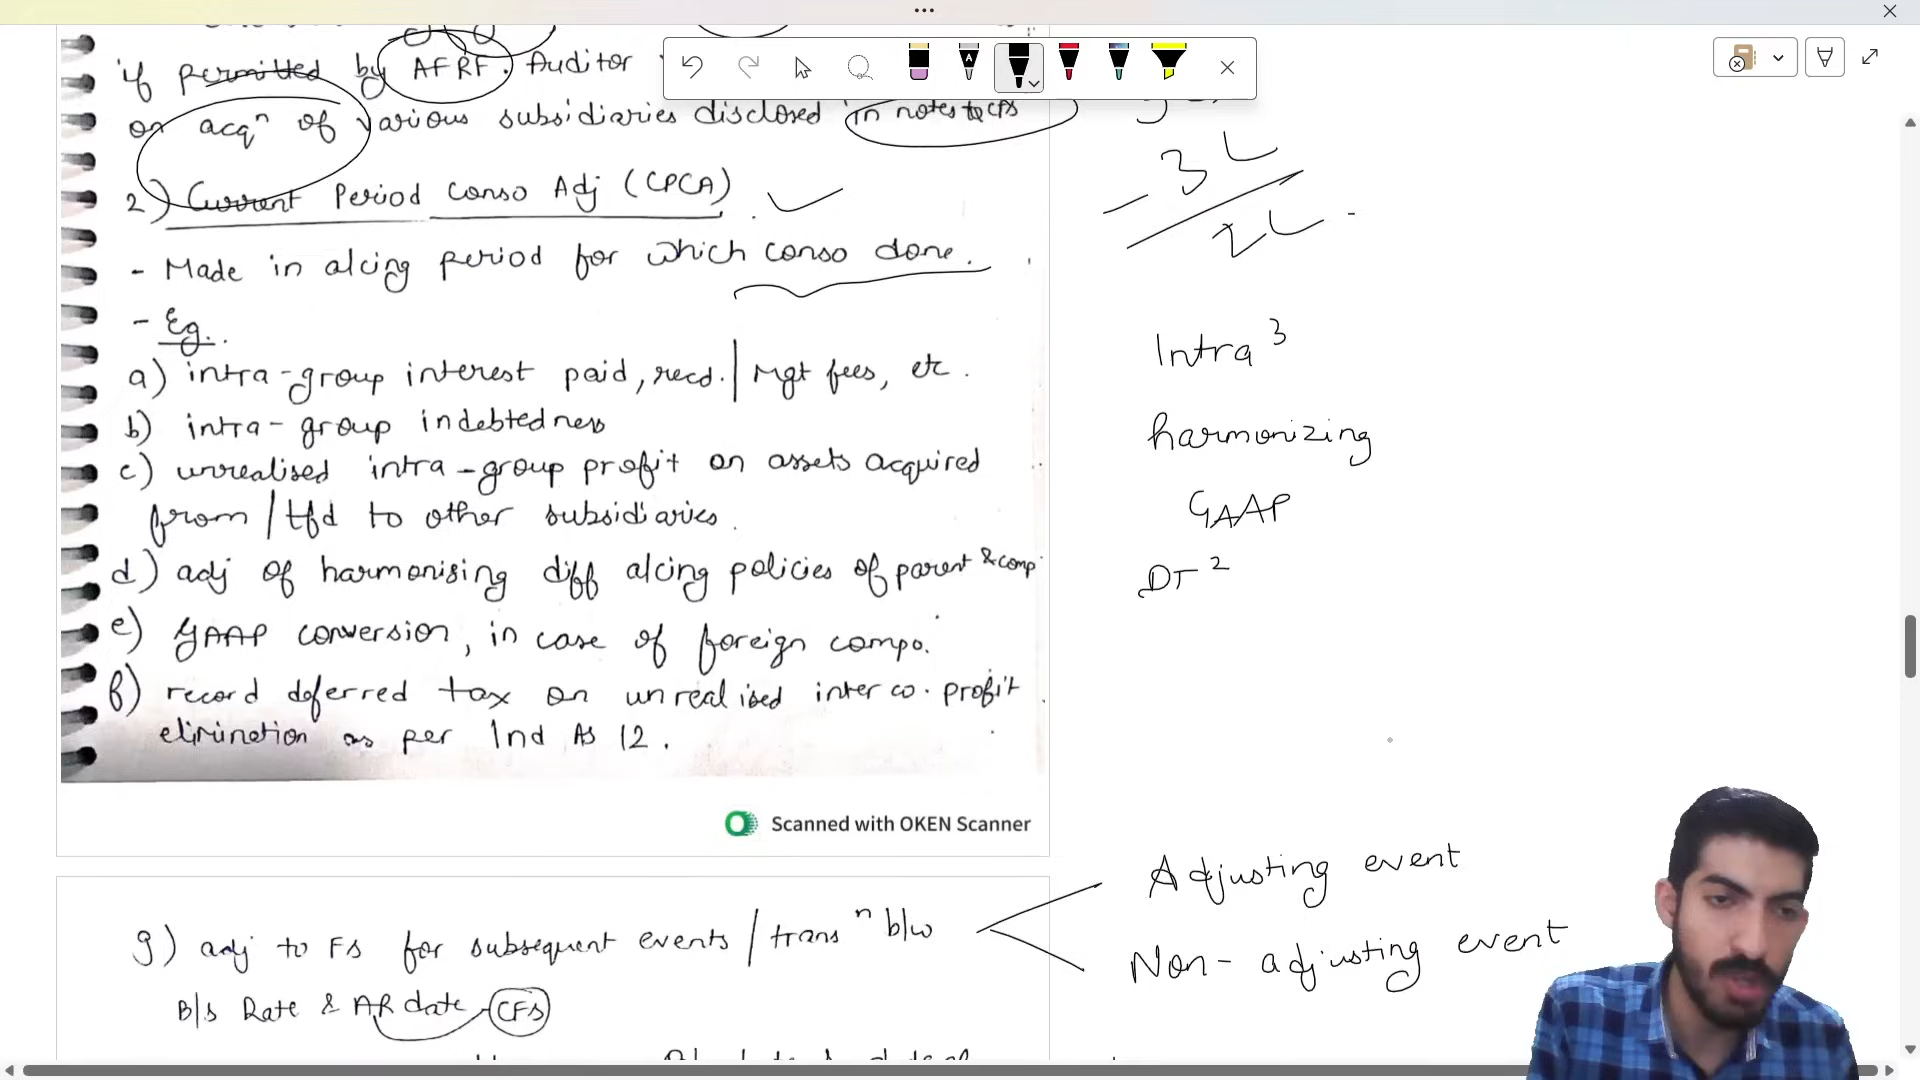 if permitted by AFRF. Auditor
on acqⁿ of various subsidiaries disclosed in notes to CFS
2) Current Period Conso Adj (CPCA)
- Made in a/cing period for which conso done.
- Eg.
a) intra-group interest paid, recd. | Mgt fees, etc.
b) intra-group indebtedness
c) unrealised intra-group profit on assets acquired
from / tfd to other subsidiaries.
d) adj of harmonising diff a/cing policies of parent & comp
e) GAAP conversion, in case of foreign compo.
f) record deferred tax on unrealised inter co. profit
elimination as per Ind AS 12.
Scanned with OKEN Scanner
g) adj to FS for subsequent events / transⁿ b/w
B/s Date & AR date CFS
- 3L
2L
Intra³
harmonizing
GAAP
DT²
Adjusting event
Non-adjusting event